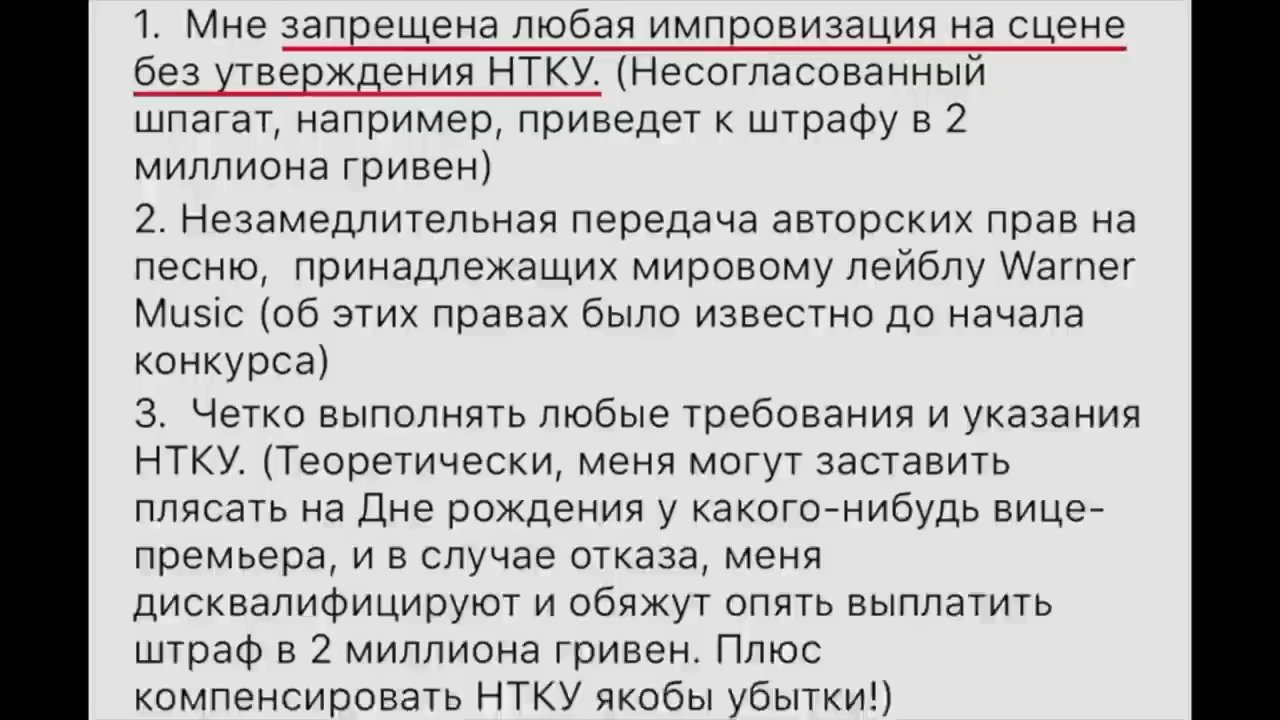 1.  Мне запрещена любая импровизация на сцене
без утверждения НТКУ. (Несогласованный
шпагат, например, приведет к штрафу в 2
миллиона гривен)
2. Незамедлительная передача авторских прав на
песню,  принадлежащих мировому лейблу Warner
Music (об этих правах было известно до начала
конкурса)
3.  Четко выполнять любые требования и указания
НТКУ. (Теоретически, меня могут заставить
плясать на Дне рождения у какого-нибудь вице-
премьера, и в случае отказа, меня
дисквалифицируют и обяжут опять выплатить
штраф в 2 миллиона гривен. Плюс
компенсировать НТКУ якобы убытки!)